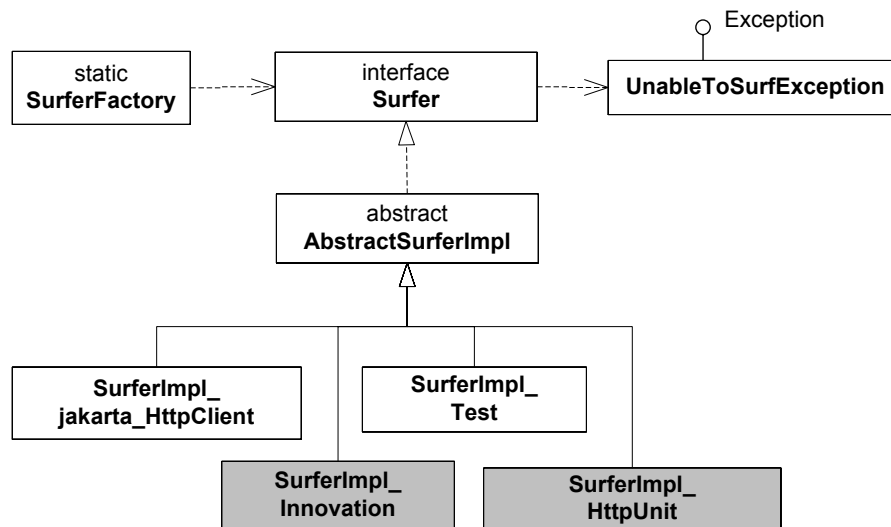 Exception
static
SurferFactory
interface
Surfer
UnableToSurfException
abstract
AbstractSurferImpl
SurferImpl_
jakarta_HttpClient
SurferImpl_
Test
SurferImpl_
Innovation
SurferImpl_
HttpUnit